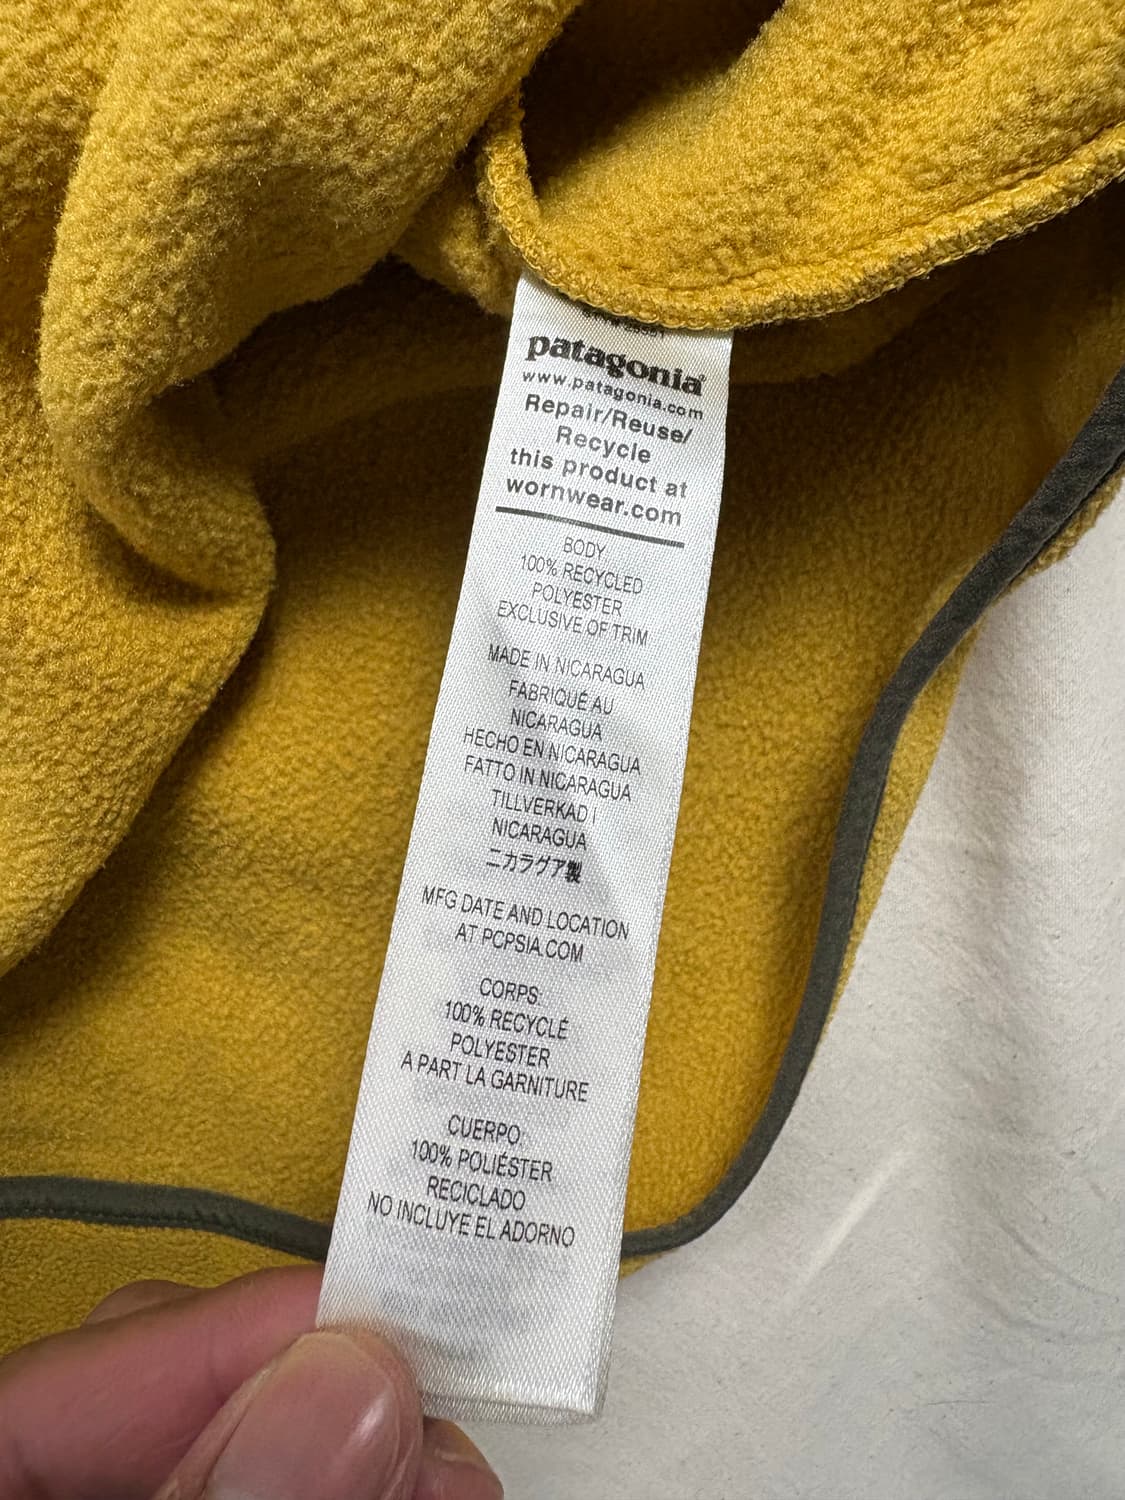 patagonia®
www.patagonia.com
Repair/Reuse/
Recycle
this product at
wornwear.com
BODY
100% RECYCLED
POLYESTER
EXCLUSIVE OF TRIM
MADE IN NICARAGUA
FABRIQUÉ AU
NICARAGUA
HECHO EN NICARAGUA
FATTO IN NICARAGUA
TILLVERKAD I
NICARAGUA
ニカラグア製
MFG DATE AND LOCATION
AT PCPSIA.COM
CORPS
100% RECYCLÉ
POLYESTER
A PART LA GARNITURE
CUERPO
100% POLIÉSTER
RECICLADO
NO INCLUYE EL ADORNO